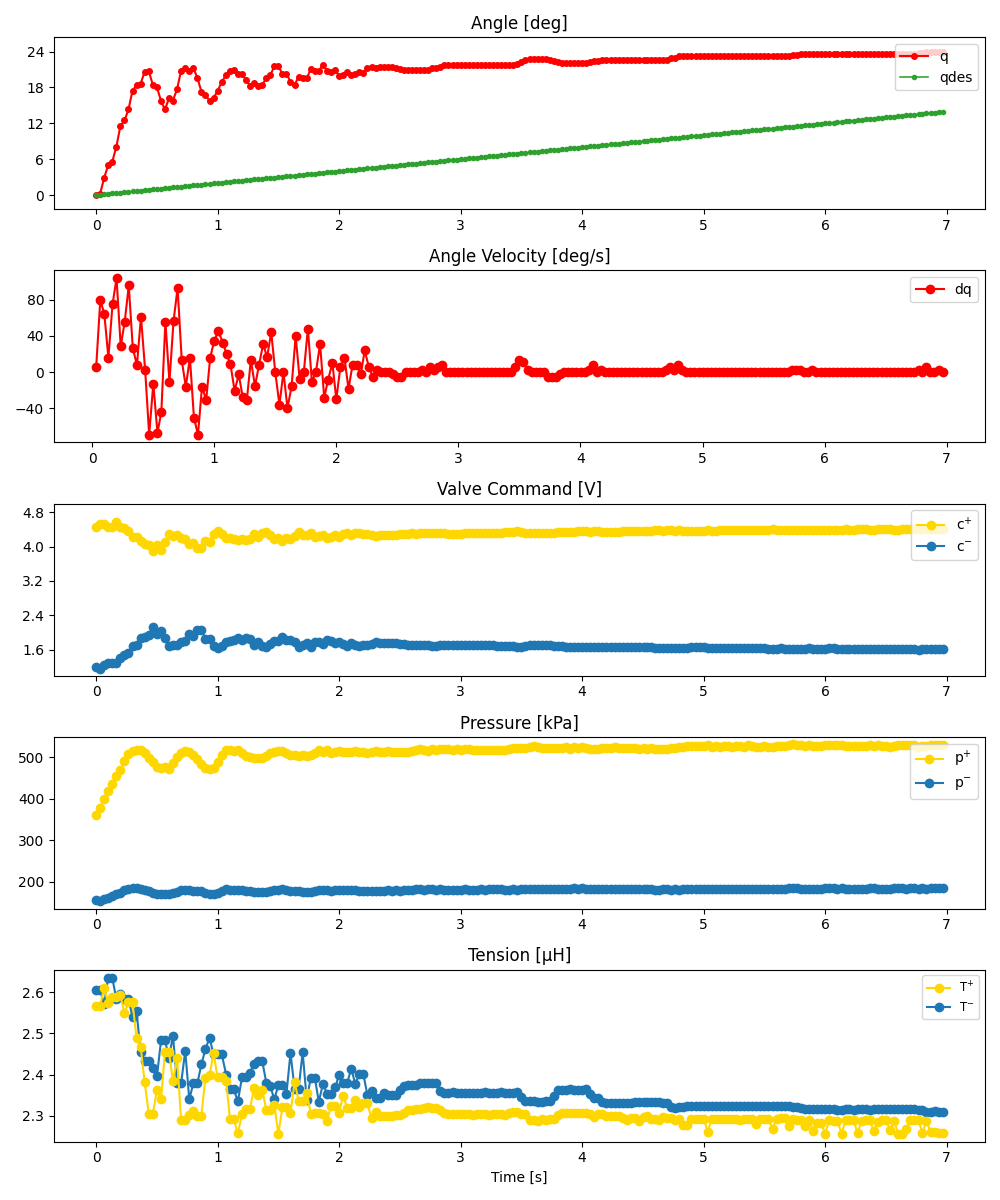 Angle [deg]
24
18
12
6
0
q
qdes
0 1 2 3 4 5 6 7
Angle Velocity [deg/s]
80
40
0
−40
dq
0 1 2 3 4 5 6 7
Valve Command [V]
4.8
4.0
3.2
2.4
1.6
c⁺
c⁻
0 1 2 3 4 5 6 7
Pressure [kPa]
500
400
300
200
p⁺
p⁻
0 1 2 3 4 5 6 7
Tension [μH]
2.6
2.5
2.4
2.3
T⁺
T⁻
0 1 2 3 4 5 6 7
Time [s]